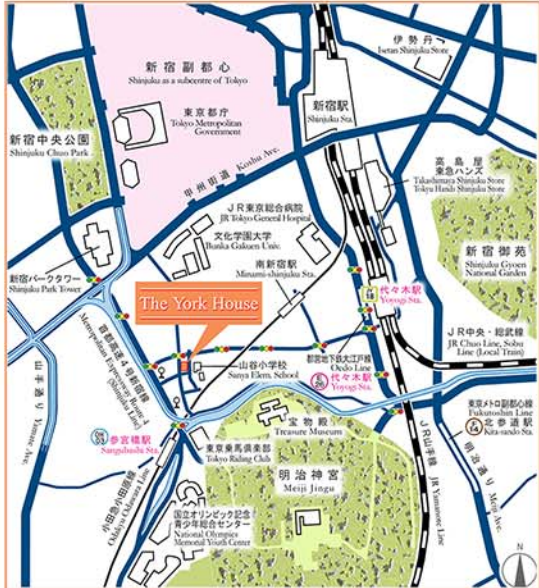 伊勢丹
Isetan Shinjuku Store
新宿副都心
Shinjuku as a subcentre of Tokyo
新宿駅
Shinjuku Sta.
東京都庁
Tokyo Metropolitan
Government
新宿中央公園
Shinjuku Chuo Park
甲州街道 Koshu Ave.
高島屋
東急ハンズ
Takashimaya Shinjuku Store
Tokyu Hands Shinjuku Store
JR東京総合病院
JR Tokyo General Hospital
文化学園大学
Bunka Gakuen Univ.
新宿御苑
Shinjuku Gyoen
National Garden
南新宿駅
Minami-shinjuku Sta.
新宿パークタワー
Shinjuku Park Tower
代々木駅
Yoyogi Sta.
The York House
首都高速4号新宿線
Metropolitan Expressway Route 4
(Shinjuku Line)
JR中央・総武線
JR Chuo Line, Sobu
Line (Local Train)
都営地下鉄大江戸線
Oedo Line
代々木駅
Yoyogi Sta.
山谷小学校
Sanya Elem. School
山手通り
Yamate Ave.
東京メトロ副都心線
Fukutoshin Line
北参道駅
Kita-sando Sta.
宝物殿
Treasure Museum
参宮橋駅
Sangubashi Sta.
東京乗馬倶楽部
Tokyo Riding Club
JR山手線 JR Yamanote Line
明治通り Meiji Ave.
明治神宮
Meiji Jingu
小田急小田原線
Odakyu Odawara Line
国立オリンピック記念
青少年総合センター
National Olympics
Memorial Youth Center
N